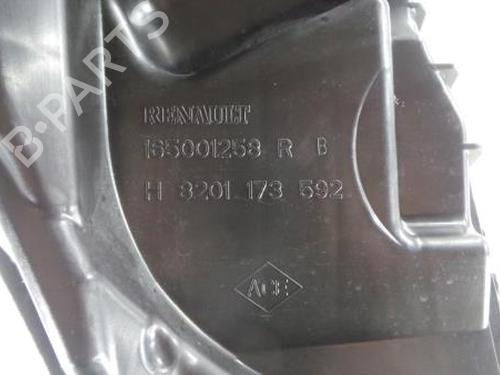 B-PARTS
RENAULT
165001258 R B
H 8201 173 592
ACE